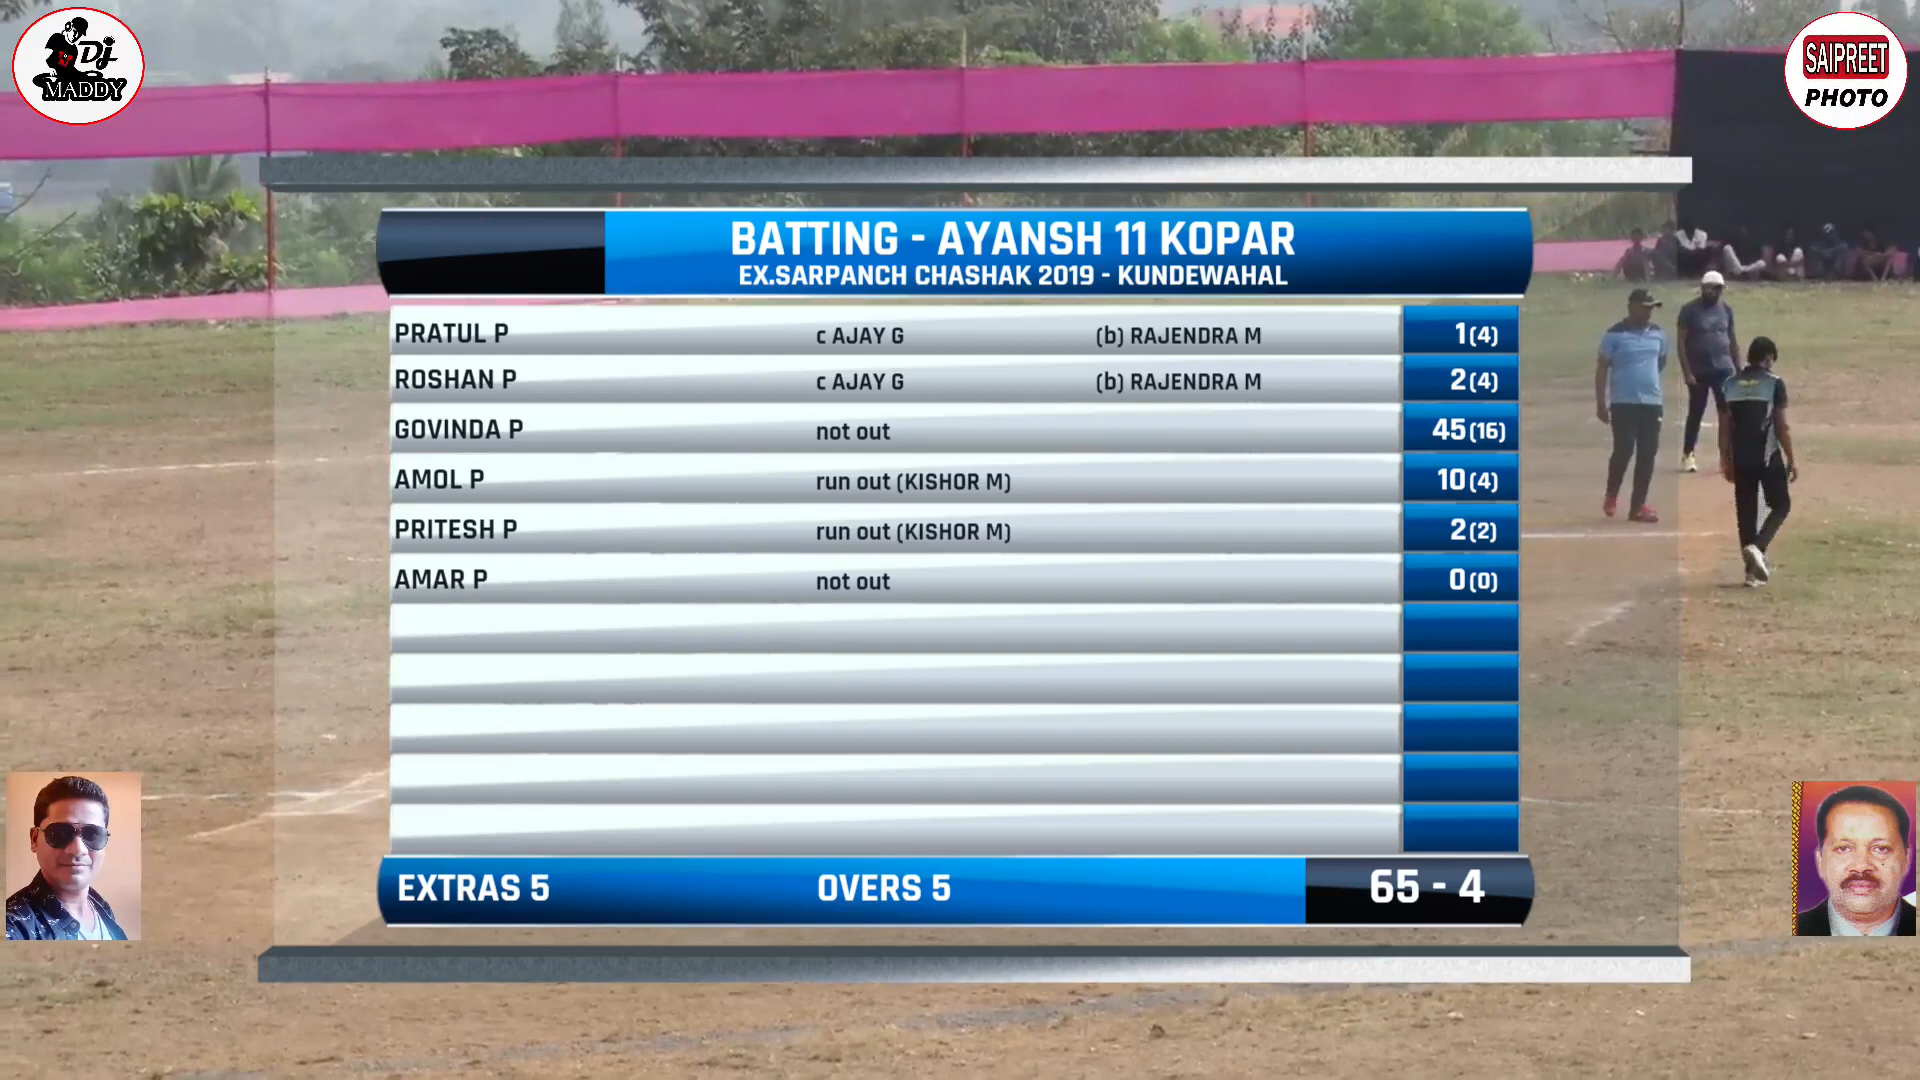 Dj
MADDY
SAIPREET
PHOTO
BATTING - AYANSH 11 KOPAR
EX.SARPANCH CHASHAK 2019 - KUNDEWAHAL
PRATUL P c AJAY G (b) RAJENDRA M 1(4)
ROSHAN P c AJAY G (b) RAJENDRA M 2(4)
GOVINDA P not out 45(16)
AMOL P run out (KISHOR M) 10(4)
PRITESH P run out (KISHOR M) 2(2)
AMAR P not out 0(0)
EXTRAS 5 OVERS 5 65 - 4